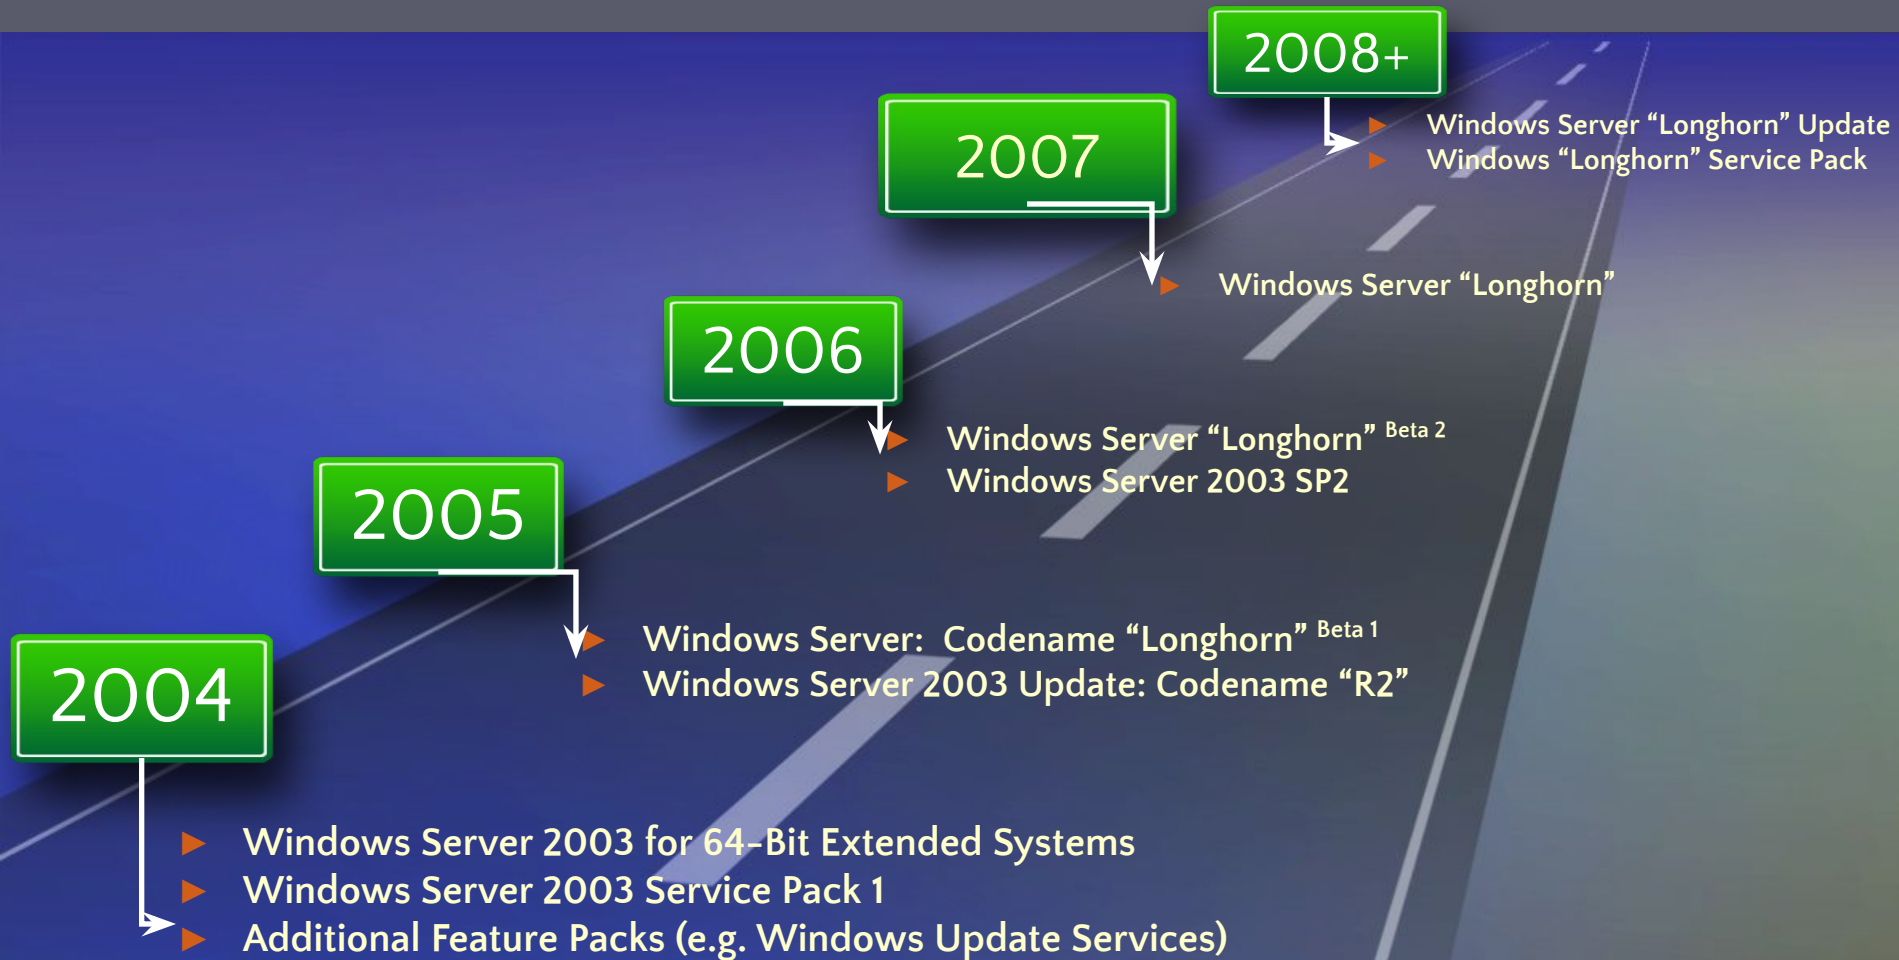 2008+
Windows Server “Longhorn” Update
Windows “Longhorn” Service Pack
2007
Windows Server “Longhorn”
2006
Windows Server “Longhorn” Beta 2
Windows Server 2003 SP2
2005
Windows Server:  Codename “Longhorn” Beta 1
Windows Server 2003 Update: Codename “R2”
2004
Windows Server 2003 for 64-Bit Extended Systems
Windows Server 2003 Service Pack 1
Additional Feature Packs (e.g. Windows Update Services)